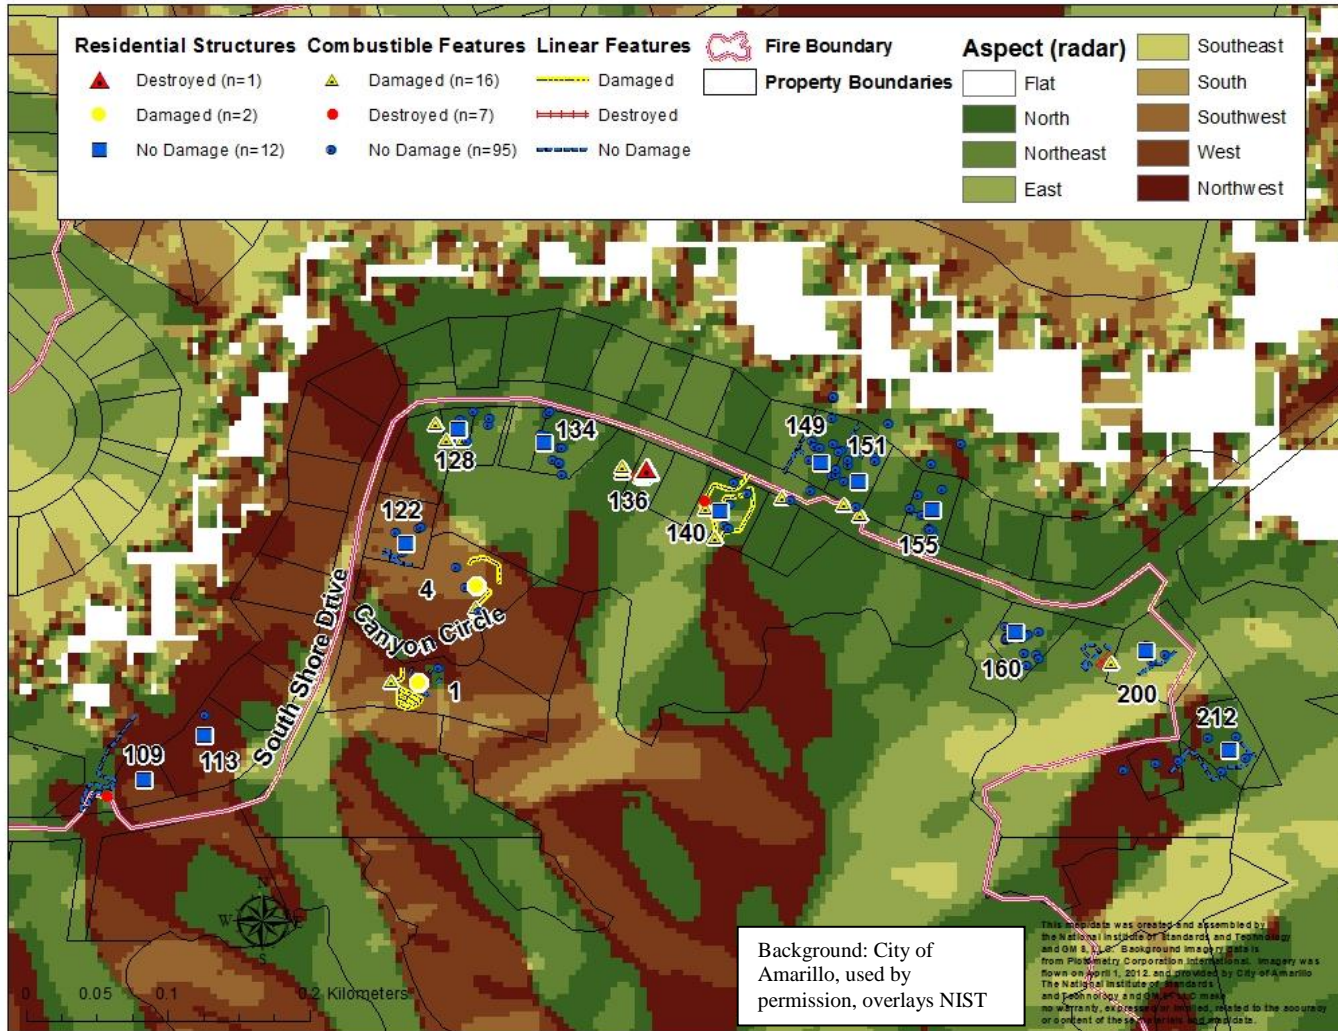 Residential Structures
Destroyed (n=1)
Damaged (n=2)
No Damage (n=12)
Combustible Features
Damaged (n=16)
Destroyed (n=7)
No Damage (n=95)
Linear Features
Damaged
Destroyed
No Damage
Fire Boundary
Property Boundaries
Aspect (radar)
Flat
North
Northeast
East
Southeast
South
Southwest
West
Northwest
128
134
136
140
149
151
155
122
4
Canyon Circle
1
South Shore Drive
109
113
160
200
212
N
W E
S
0 0.05 0.1 0.2 Kilometers
Background: City of
Amarillo, used by
permission, overlays NIST
This map/data was created and assembled by
the National Institute of Standards and Technology
Background imagery data is
from Pictometry Corporation International. Imagery was
flown on April 1, 2012 and provided by City of Amarillo
The National Institute of Standards
and Technology and make
no warranty, expressed or implied, related to the accuracy
or content of these materials and map/data.